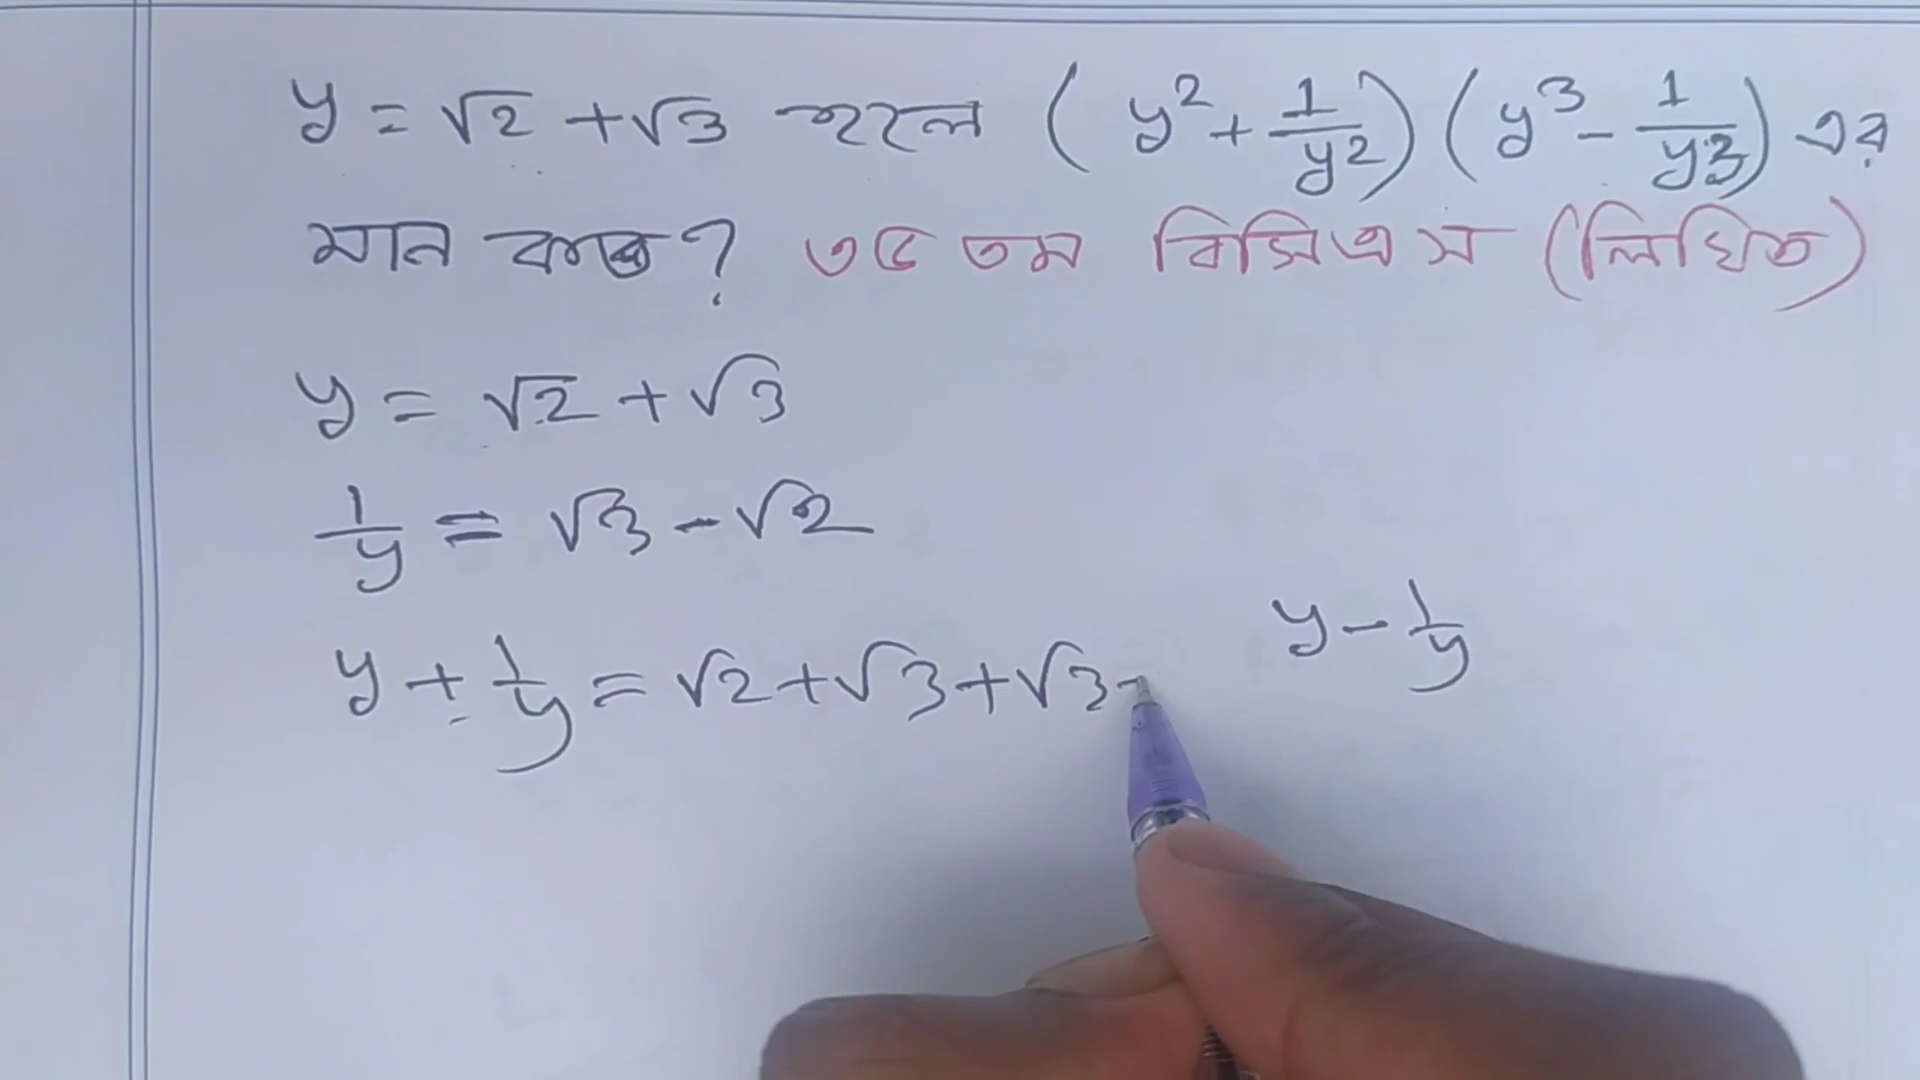 y = √2 + √3 হলে (y² + 1/y²) (y³ - 1/y³) এর
মান কত? ৩৫ তম বিসিএস (লিখিত)
y = √2 + √3
1/y = √3 - √2
y + 1/y = √2 + √3 + √3 -
y - 1/y